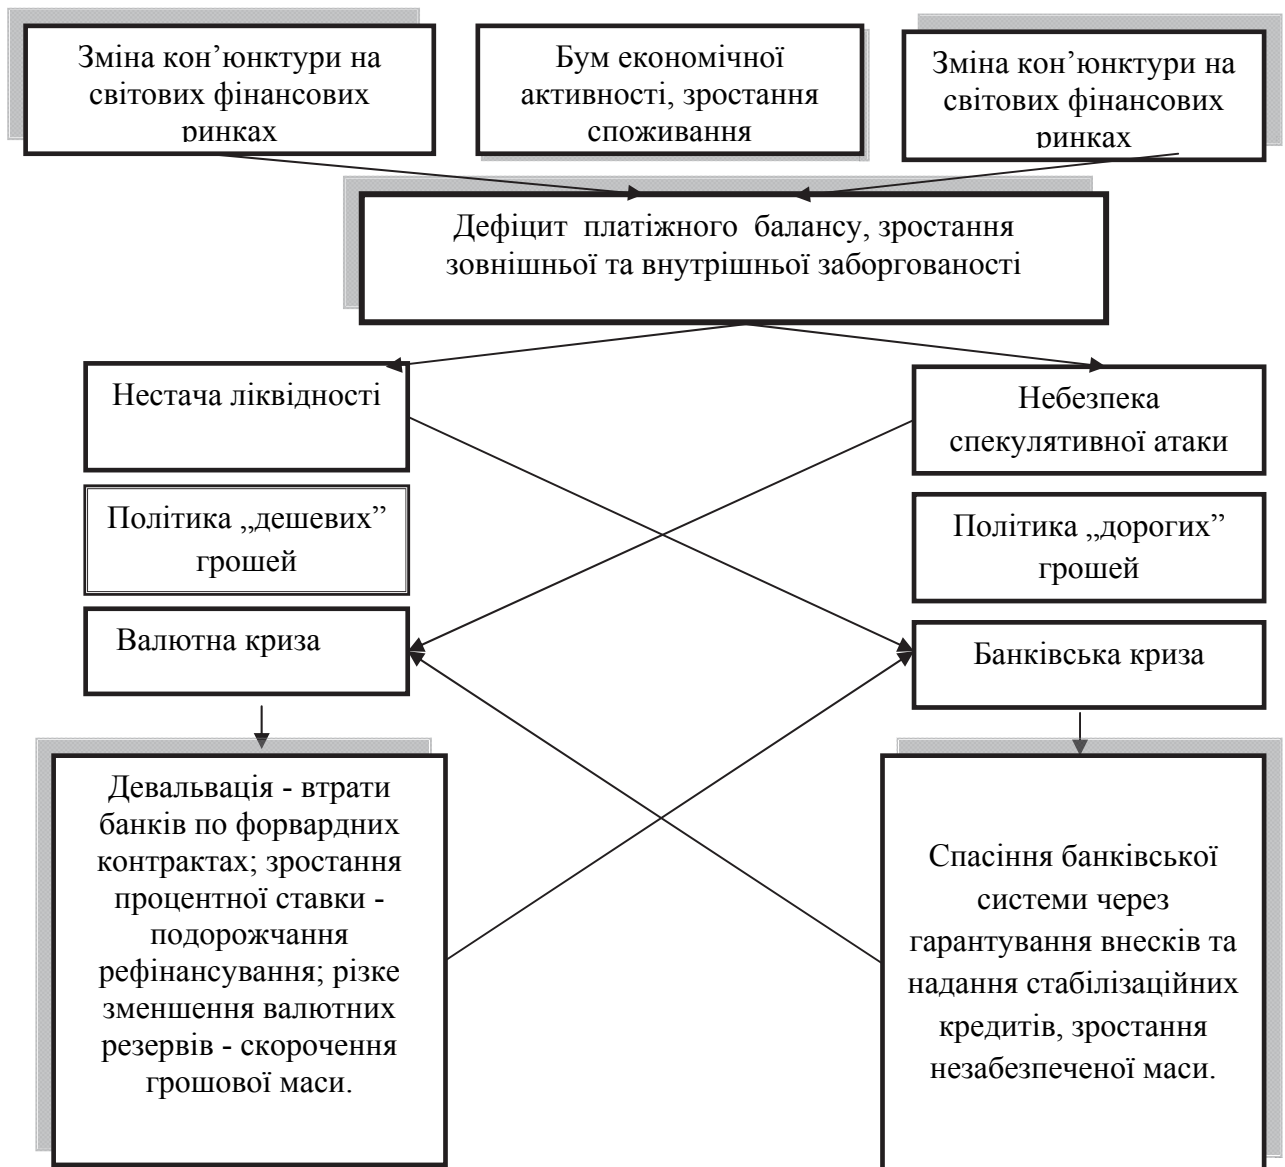 Зміна кон’юнктури на
світових фінансових
ринках
Бум економічної
активності, зростання
споживання
Зміна кон’юнктури на
світових фінансових
ринках
Дефіцит платіжного балансу, зростання
зовнішньої та внутрішньої заборгованості
Нестача ліквідності
Небезпека
спекулятивної атаки
Політика „дешевих”
грошей
Політика „дорогих”
грошей
Валютна криза
Банківська криза
Девальвація - втрати
банків по форвардних
контрактах; зростання
процентної ставки -
подорожчання
рефінансування; різке
зменшення валютних
резервів - скорочення
грошової маси.
Спасіння банківської
системи через
гарантування внесків та
надання стабілізаційних
кредитів, зростання
незабезпеченої маси.